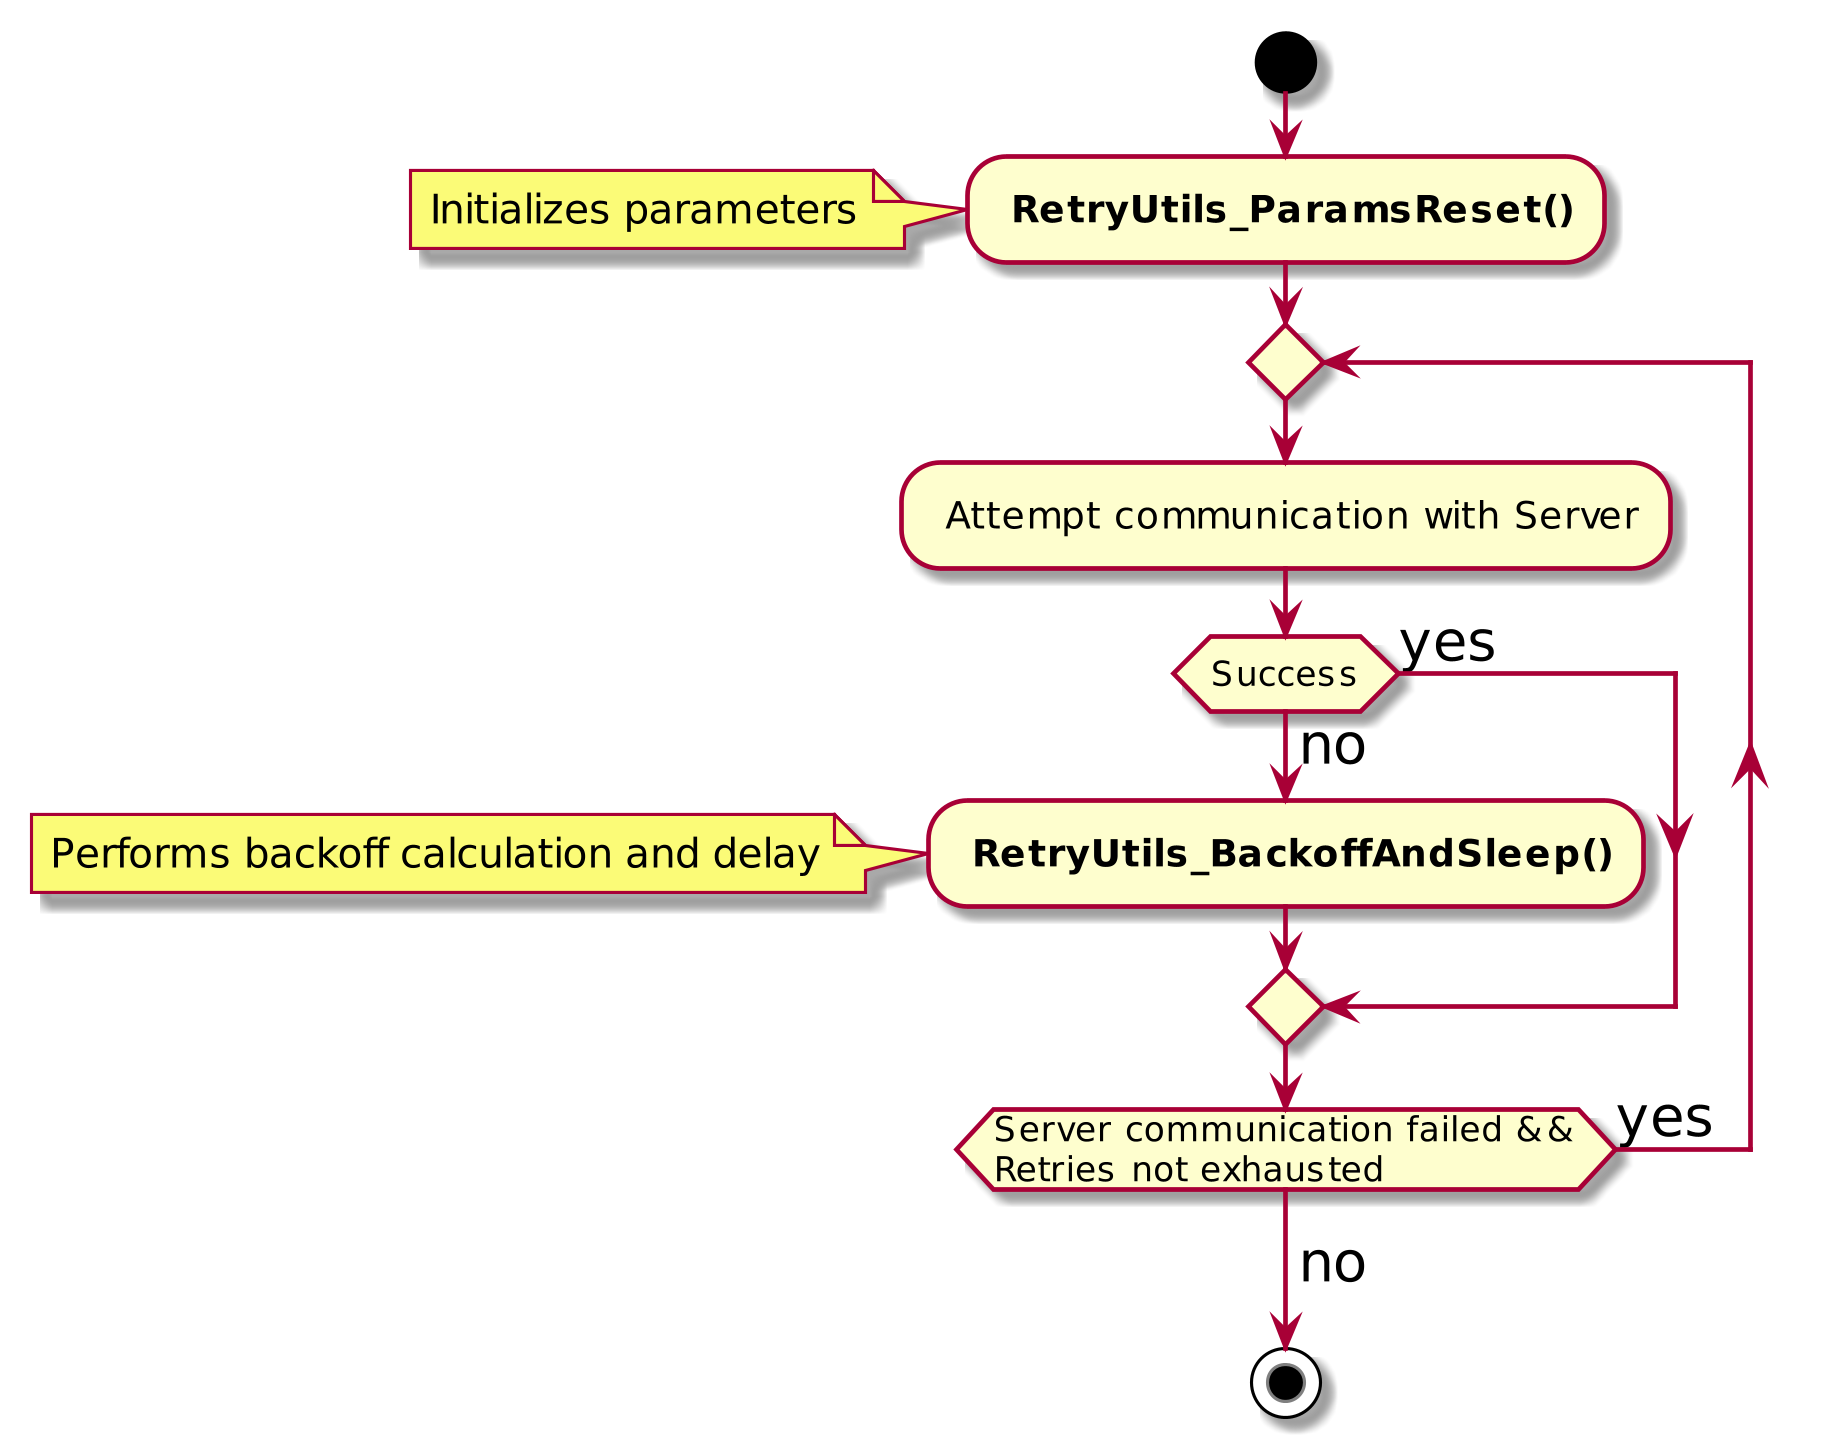 Initializes parameters
RetryUtils_ParamsReset()
Attempt communication with Server
Success
yes
no
Performs backoff calculation and delay
RetryUtils_BackoffAndSleep()
Server communication failed &&
Retries not exhausted
yes
no